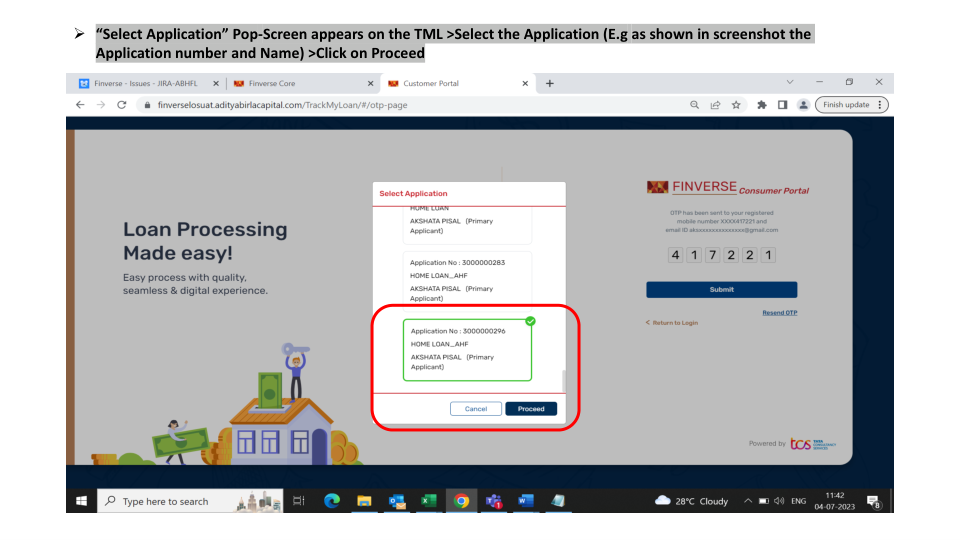 ➢ “Select Application” Pop-Screen appears on the TML >Select the Application (E.g as shown in screenshot the
Application number and Name) >Click on Proceed
Finverse - Issues - JIRA-ABHFL
Finverse Core
Customer Portal
finverselosuat.adityabirlacapital.com/TrackMyLoan/#/otp-page
Finish update
Loan Processing
Made easy!
Easy process with quality,
seamless & digital experience.
Select Application
HOME LOAN
AKSHATA PISAL (Primary
Applicant)
Application No : 3000000283
HOME LOAN_AHF
AKSHATA PISAL (Primary
Applicant)
Application No : 3000000296
HOME LOAN_AHF
AKSHATA PISAL (Primary
Applicant)
Cancel
Proceed
FINVERSE Consumer Portal
OTP has been sent to your registered
mobile number XXXX417221 and
4 1 7 2 2 1
Submit
Resend OTP
< Return to Login
Powered by tcs TATA CONSULTANCY SERVICES
Type here to search
28°C Cloudy
ENG
11:42
04-07-2023
8